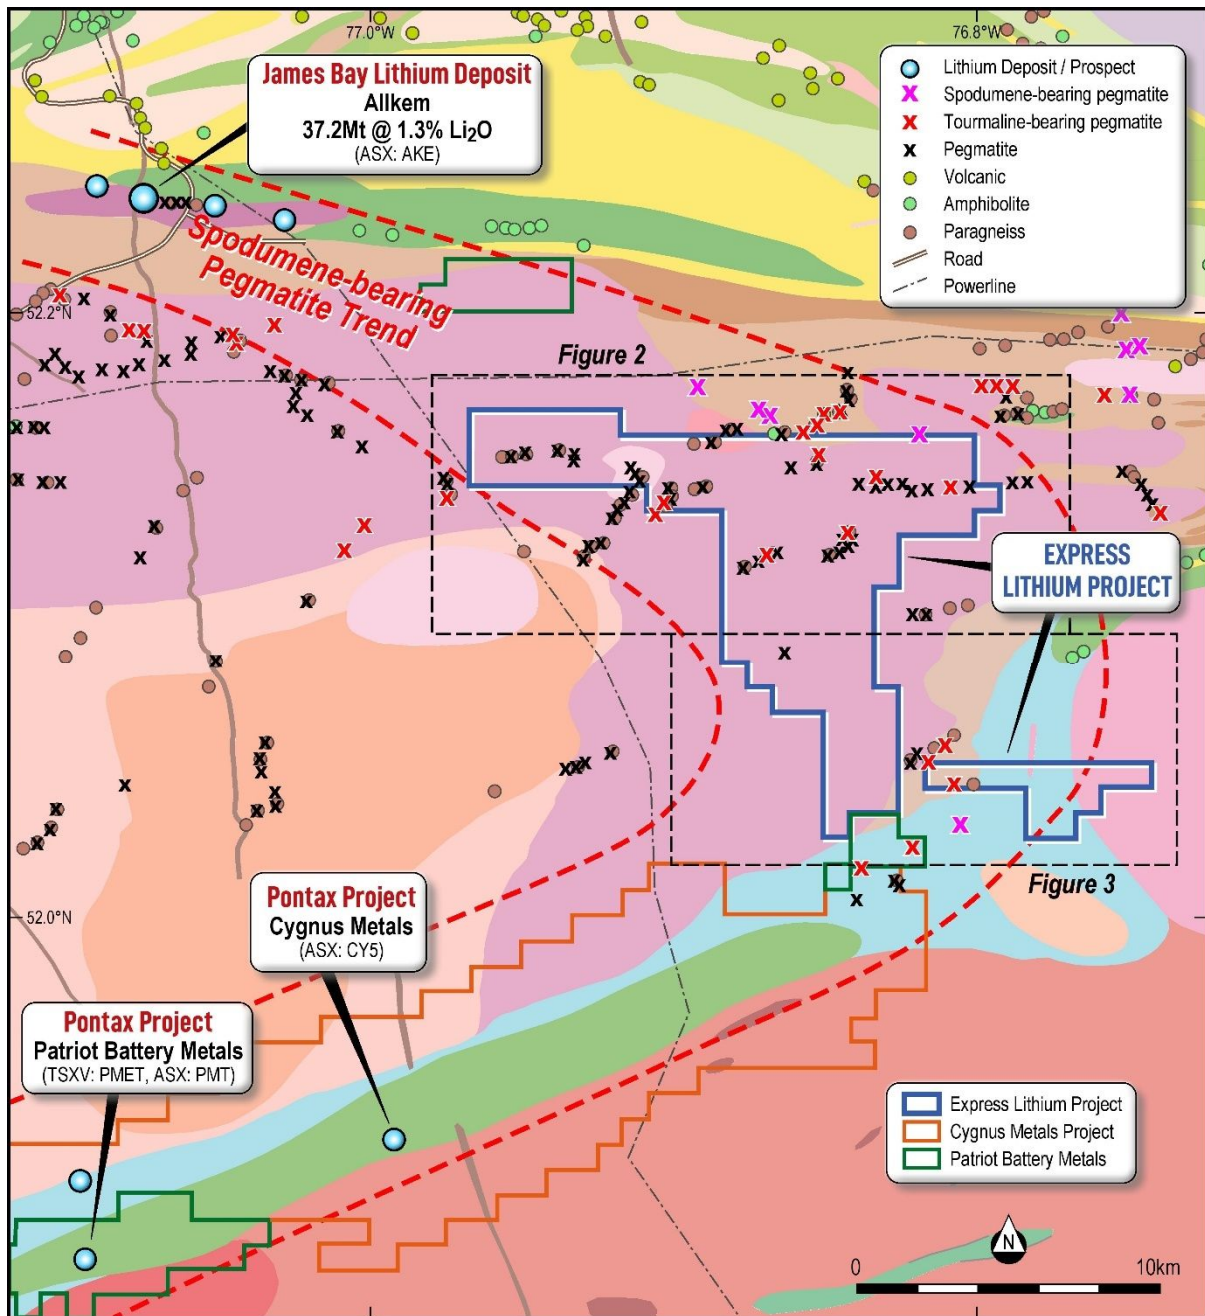 77.0°W
76.8°W
James Bay Lithium Deposit
Allkem
37.2Mt @ 1.3% Li₂O
(ASX: AKE)
Lithium Deposit / Prospect
X Spodumene-bearing pegmatite
X Tourmaline-bearing pegmatite
x Pegmatite
Volcanic
Amphibolite
Paragneiss
Road
Powerline
Spodumene-bearing
Pegmatite Trend
52.2°N
Figure 2
EXPRESS
LITHIUM PROJECT
Figure 3
52.0°N
Pontax Project
Cygnus Metals
(ASX: CY5)
Pontax Project
Patriot Battery Metals
(TSXV: PMET, ASX: PMT)
Express Lithium Project
Cygnus Metals Project
Patriot Battery Metals
N
0
10km